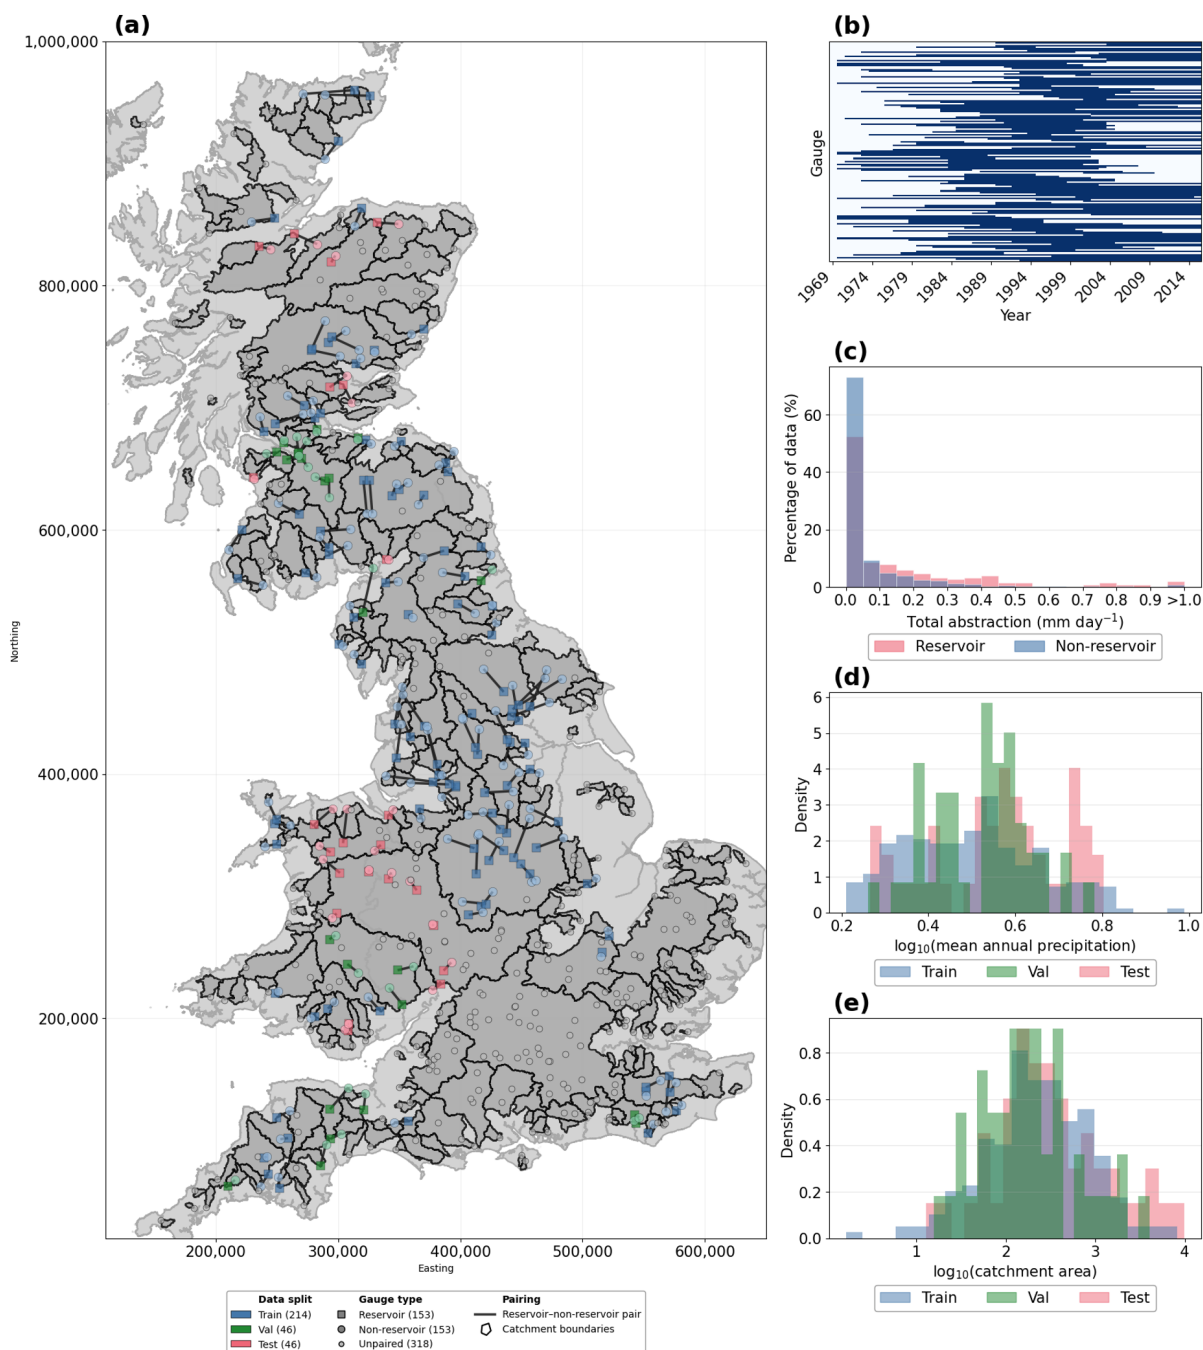 (a)
1,000,000
800,000
600,000
400,000
200,000
Northing
200,000 300,000 400,000 500,000 600,000
Easting
Data split
Train (214)
Val (46)
Test (46)
Gauge type
Reservoir (153)
Non-reservoir (153)
Unpaired (318)
Pairing
Reservoir–non-reservoir pair
Catchment boundaries
(b)
Gauge
1969 1974 1979 1984 1989 1994 1999 2004 2009 2014
Year
(c)
Percentage of data (%)
60
40
20
0
0.0 0.1 0.2 0.3 0.4 0.5 0.6 0.7 0.8 0.9 >1.0
Total abstraction (mm day⁻¹)
Reservoir Non-reservoir
(d)
Density
6
5
4
3
2
1
0
0.2 0.4 0.6 0.8 1.0
log₁₀(mean annual precipitation)
Train Val Test
(e)
Density
0.8
0.6
0.4
0.2
0.0
1 2 3 4
log₁₀(catchment area)
Train Val Test